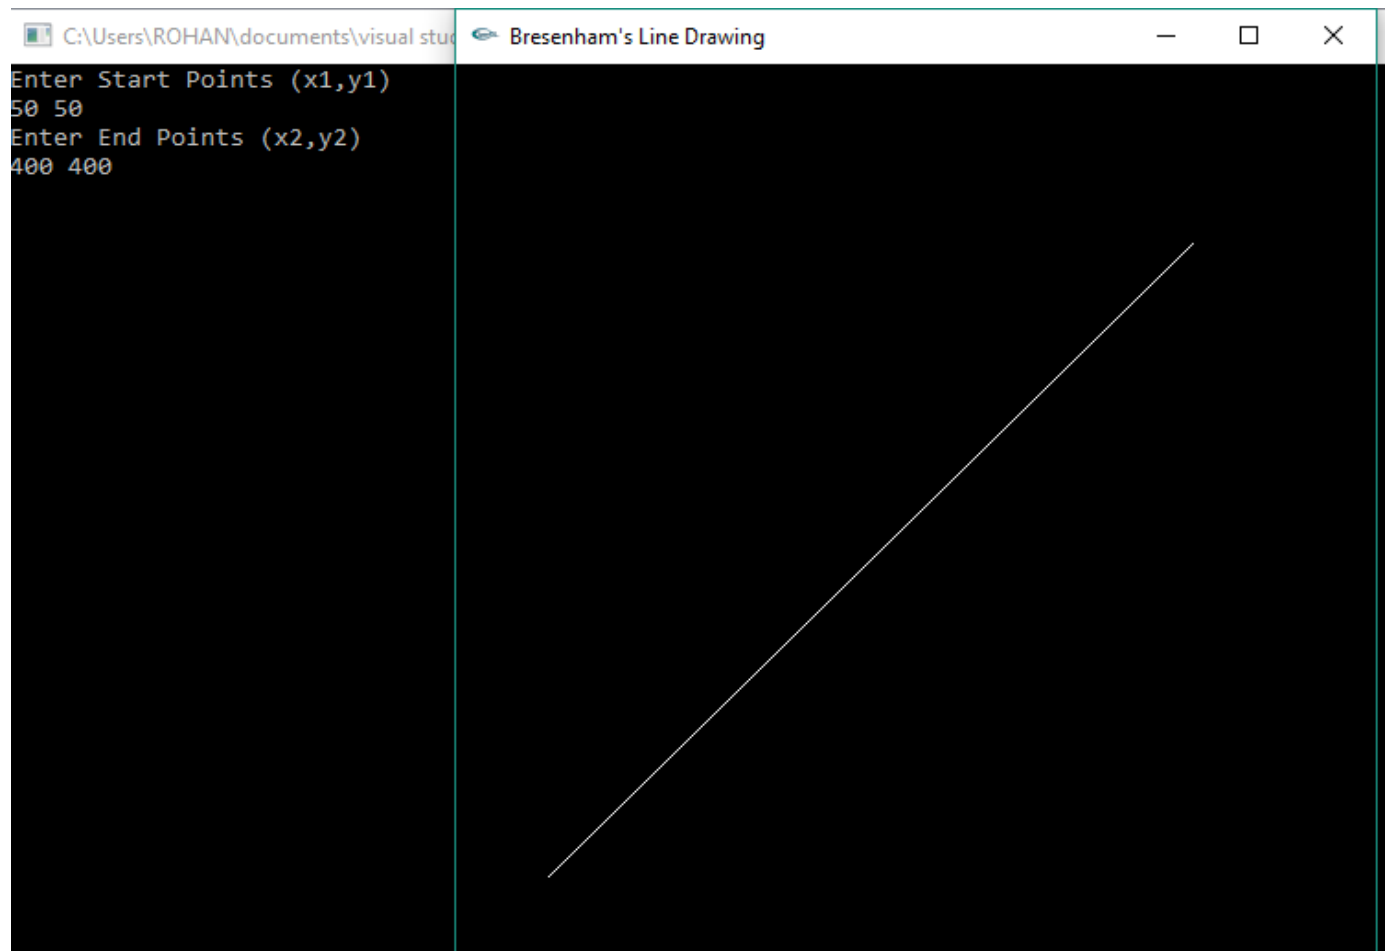 C:\Users\ROHAN\documents\visual stud
Bresenham's Line Drawing
Enter Start Points (x1,y1)
50 50
Enter End Points (x2,y2)
400 400